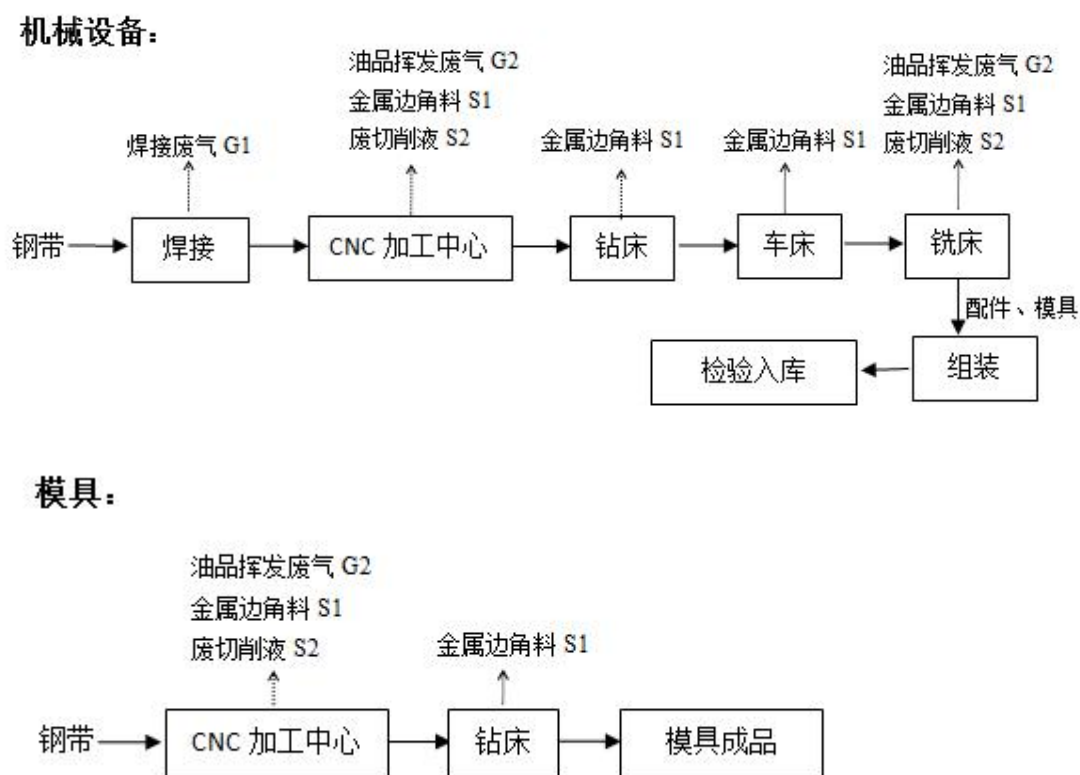 机械设备：
油品挥发废气 G2
金属边角料 S1
废切削液 S2
油品挥发废气 G2
金属边角料 S1
废切削液 S2
焊接废气 G1
金属边角料 S1
金属边角料 S1
钢带
焊接
CNC 加工中心
钻床
车床
铣床
配件、模具
检验入库
组装
模具：
油品挥发废气 G2
金属边角料 S1
废切削液 S2
金属边角料 S1
钢带
CNC 加工中心
钻床
模具成品